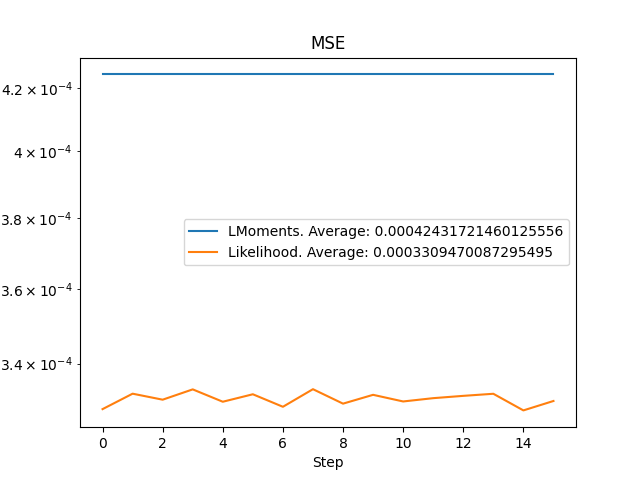 MSE
4.2 × 10⁻⁴
4 × 10⁻⁴
3.8 × 10⁻⁴
3.6 × 10⁻⁴
3.4 × 10⁻⁴
LMoments. Average: 0.00042431721460125556
Likelihood. Average: 0.0003309470087295495
0 2 4 6 8 10 12 14
Step